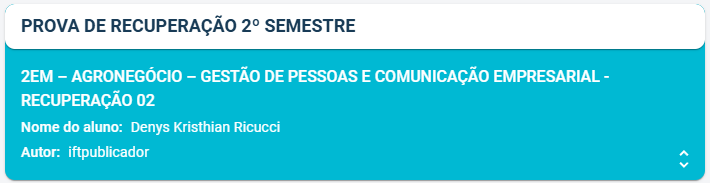 PROVA DE RECUPERAÇÃO 2º SEMESTRE
2EM – AGRONEGÓCIO – GESTÃO DE PESSOAS E COMUNICAÇÃO EMPRESARIAL -
RECUPERAÇÃO 02
Nome do aluno: Denys Kristhian Ricucci
Autor: iftpublicador